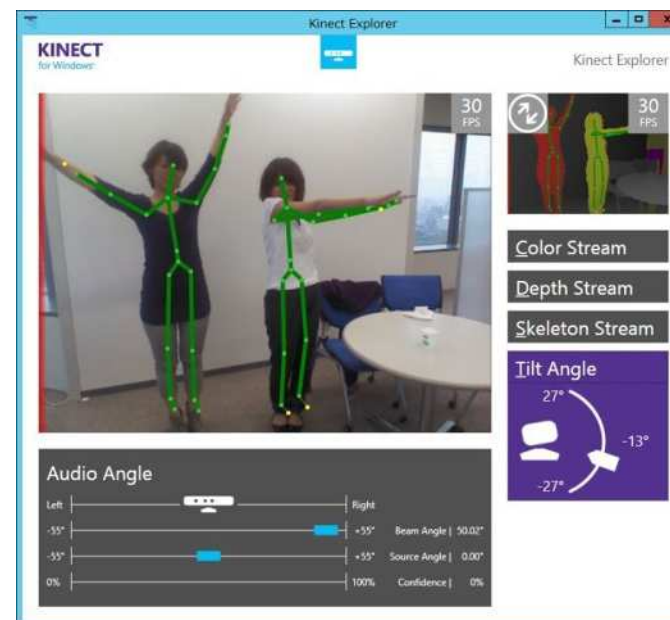 Kinect Explorer
KINECT
for Windows
Kinect Explorer
30
FPS
30
FPS
Color Stream
Depth Stream
Skeleton Stream
Tilt Angle
27°
-13°
-27°
Audio Angle
Left
Right
-55°
+55°
Beam Angle |
50.02°
-55°
+55°
Source Angle |
0.00°
0%
100%
Confidence |
0%